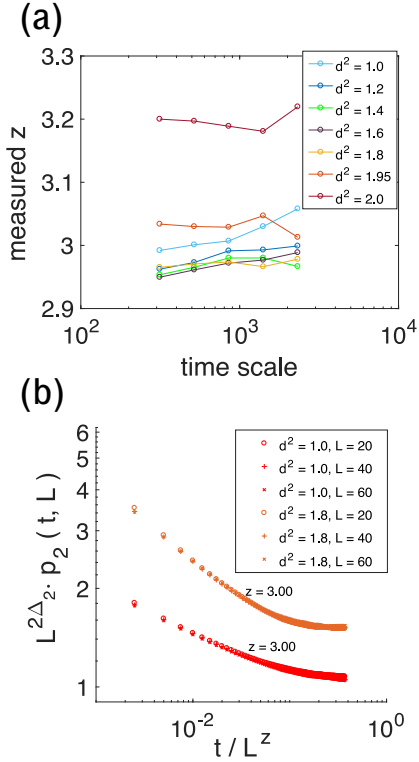 (a)
3.3
3.2
3.1
3
2.9
measured z
d² = 1.0
d² = 1.2
d² = 1.4
d² = 1.6
d² = 1.8
d² = 1.95
d² = 2.0
10² 10³ 10⁴
time scale
(b)
6
5
4
3
2
1
L^{2Δ₂} · p₂ (t, L)
d² = 1.0, L = 20
d² = 1.0, L = 40
d² = 1.0, L = 60
d² = 1.8, L = 20
d² = 1.8, L = 40
d² = 1.8, L = 60
z = 3.00
z = 3.00
10⁻² 10⁰
t / L^z